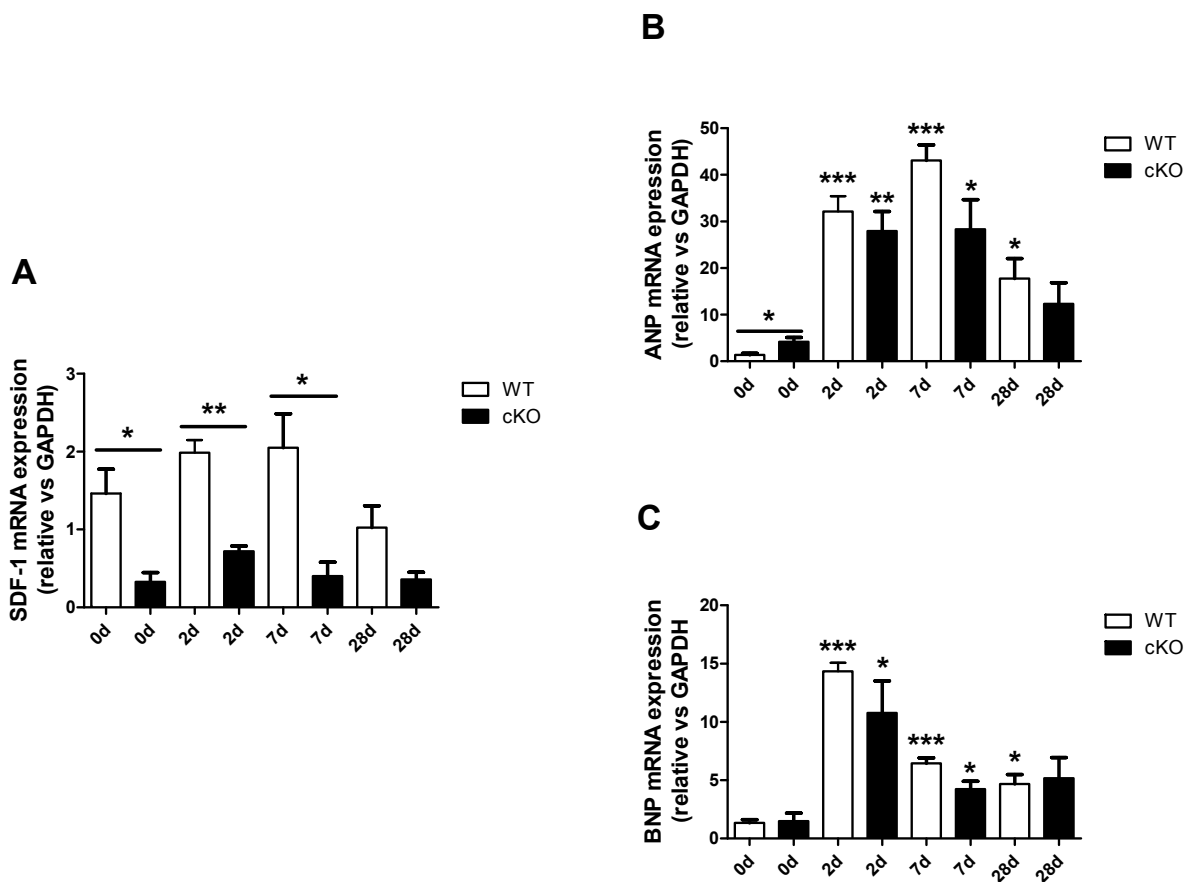 B
***
***
**
*
*
*
ANP mRNA epression
(relative vs GAPDH)
50
40
30
20
10
0
0d 0d 2d 2d 7d 7d 28d 28d
WT
cKO
A
*
**
*
SDF-1 mRNA expression
(relative vs GAPDH)
3
2
1
0
0d 0d 2d 2d 7d 7d 28d 28d
WT
cKO
C
***
*
***
*
*
BNP mRNA expression
(relative vs GAPDH
20
15
10
5
0
0d 0d 2d 2d 7d 7d 28d 28d
WT
cKO